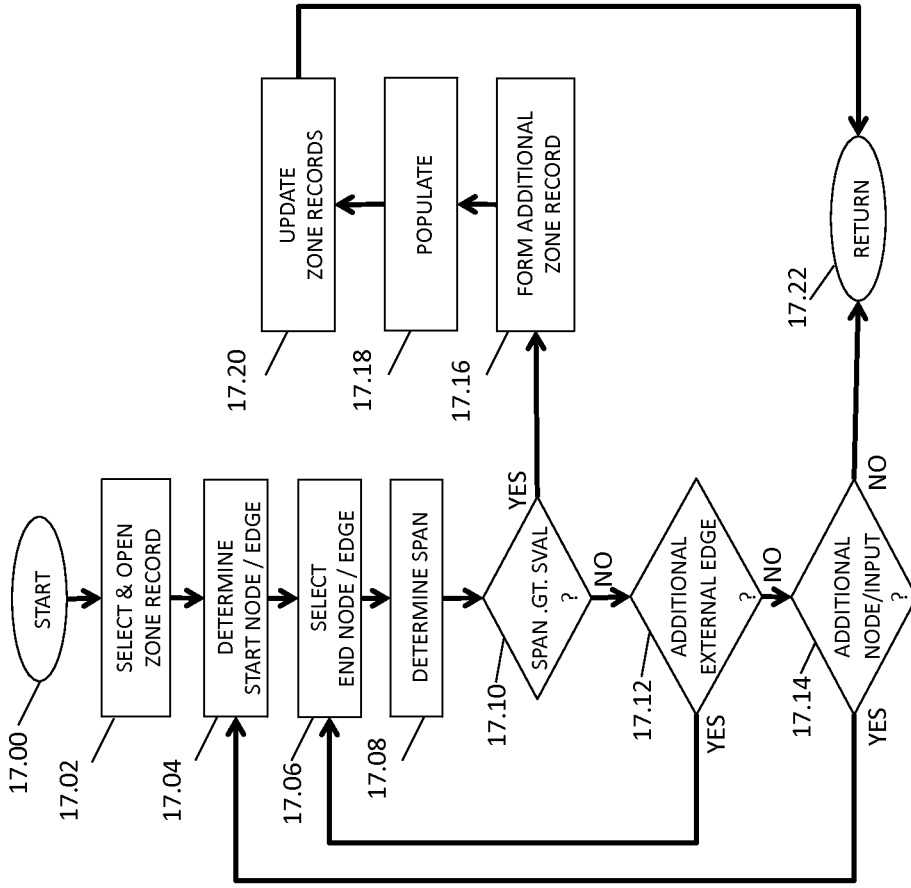 17.00
START
17.02
SELECT & OPEN
ZONE RECORD
17.04
DETERMINE
START NODE / EDGE
17.06
SELECT
END NODE / EDGE
17.08
DETERMINE SPAN
17.10
SPAN .GT. SVAL
?
YES
NO
17.12
ADDITIONAL
EXTERNAL EDGE
?
YES
NO
17.14
ADDITIONAL
NODE/INPUT
?
YES
NO
17.16
FORM ADDITIONAL
ZONE RECORD
17.18
POPULATE
17.20
UPDATE
ZONE RECORDS
17.22
RETURN